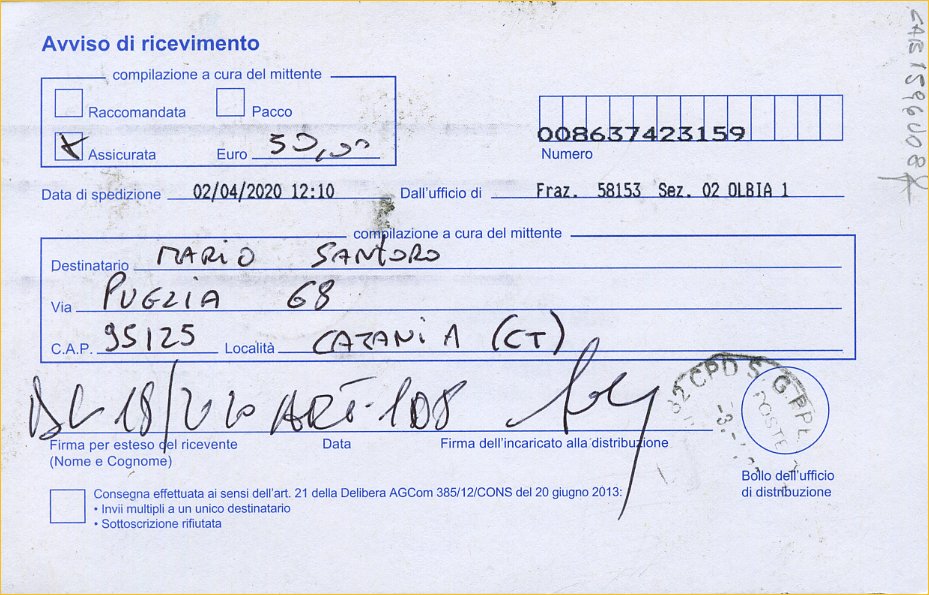 Avviso di ricevimento
compilazione a cura del mittente
Raccomandata Pacco
Assicurata Euro 50,00
008637423159
Numero
Data di spedizione 02/04/2020 12:10 Dall'ufficio di Fraz. 58153 Sez. 02 OLBIA 1
compilazione a cura del mittente
Destinatario MARIO SANTORO
Via PUGLIA 68
C.A.P. 95125 Località CATANIA (CT)
DL 18/2020 ART. 108
Firma per esteso del ricevente Data Firma dell'incaricato alla distribuzione
(Nome e Cognome)
CPD S. G
POSTE
Bollo dell'ufficio
di distribuzione
Consegna effettuata ai sensi dell'art. 21 della Delibera AGCom 385/12/CONS del 20 giugno 2013:
• Invii multipli a un unico destinatario
• Sottoscrizione rifiutata